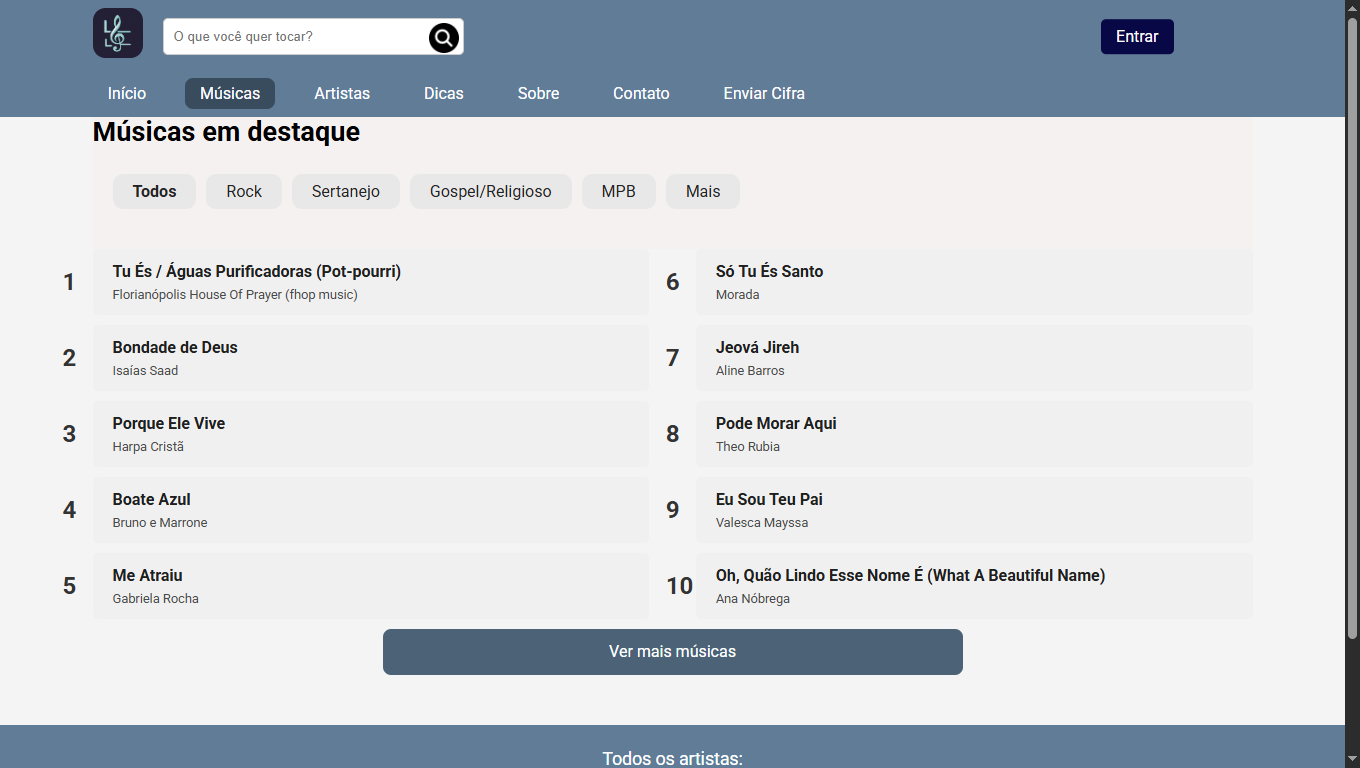 O que você quer tocar?
Entrar
Início
Músicas
Artistas
Dicas
Sobre
Contato
Enviar Cifra
Músicas em destaque
Todos
Rock
Sertanejo
Gospel/Religioso
MPB
Mais
1
Tu És / Águas Purificadoras (Pot-pourri)
Florianópolis House Of Prayer (fhop music)
2
Bondade de Deus
Isaías Saad
3
Porque Ele Vive
Harpa Cristã
4
Boate Azul
Bruno e Marrone
5
Me Atraiu
Gabriela Rocha
6
Só Tu És Santo
Morada
7
Jeová Jireh
Aline Barros
8
Pode Morar Aqui
Theo Rubia
9
Eu Sou Teu Pai
Valesca Mayssa
10
Oh, Quão Lindo Esse Nome É (What A Beautiful Name)
Ana Nóbrega
Ver mais músicas
Todos os artistas: